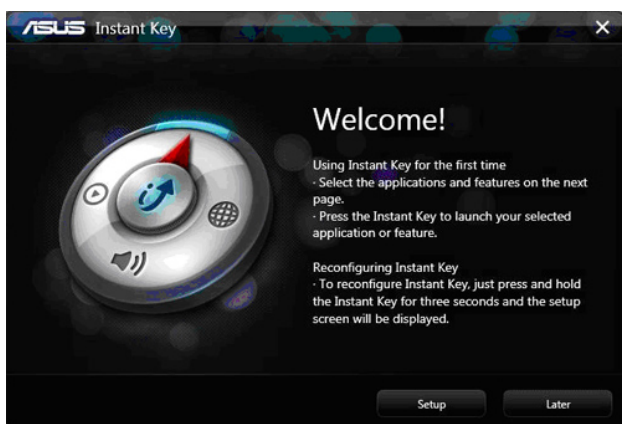 ASUS Instant Key
Welcome!
Using Instant Key for the first time
· Select the applications and features on the next
page.
· Press the Instant Key to launch your selected
application or feature.
Reconfiguring Instant Key
· To reconfigure Instant Key, just press and hold
the Instant Key for three seconds and the setup
screen will be displayed.
Setup
Later